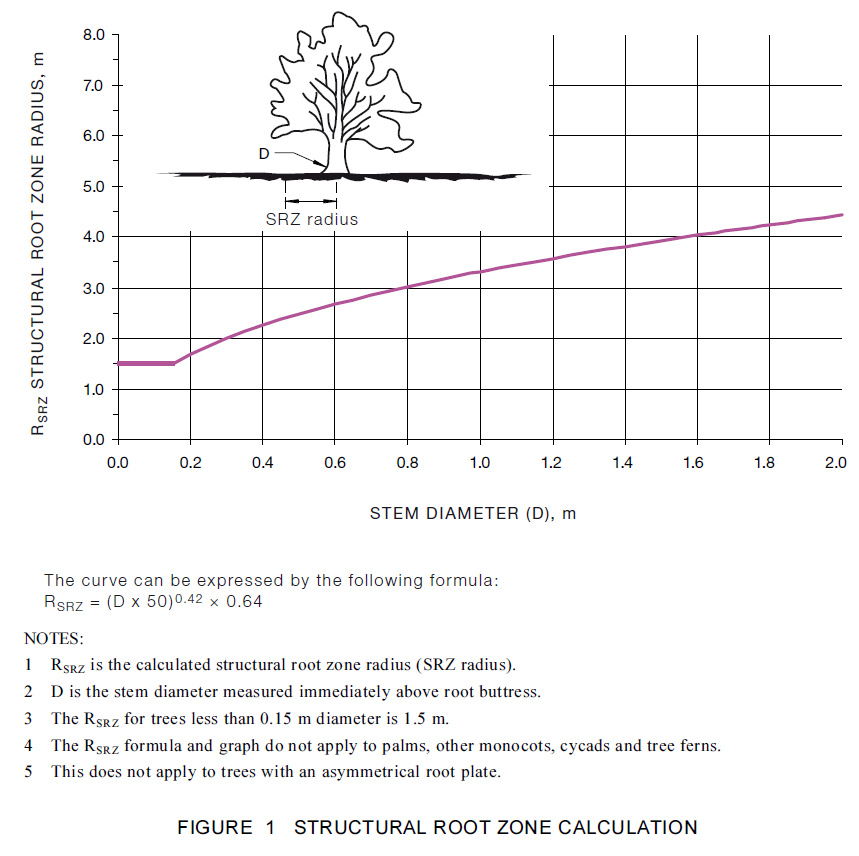 8.0
7.0
6.0
5.0
4.0
3.0
2.0
1.0
0.0
R_SRZ STRUCTURAL ROOT ZONE RADIUS, m
D
SRZ radius
0.0 0.2 0.4 0.6 0.8 1.0 1.2 1.4 1.6 1.8 2.0
STEM DIAMETER (D), m
The curve can be expressed by the following formula:
R_SRZ = (D x 50)^0.42 × 0.64
NOTES:
1 R_SRZ is the calculated structural root zone radius (SRZ radius).
2 D is the stem diameter measured immediately above root buttress.
3 The R_SRZ for trees less than 0.15 m diameter is 1.5 m.
4 The R_SRZ formula and graph do not apply to palms, other monocots, cycads and tree ferns.
5 This does not apply to trees with an asymmetrical root plate.
FIGURE 1 STRUCTURAL ROOT ZONE CALCULATION